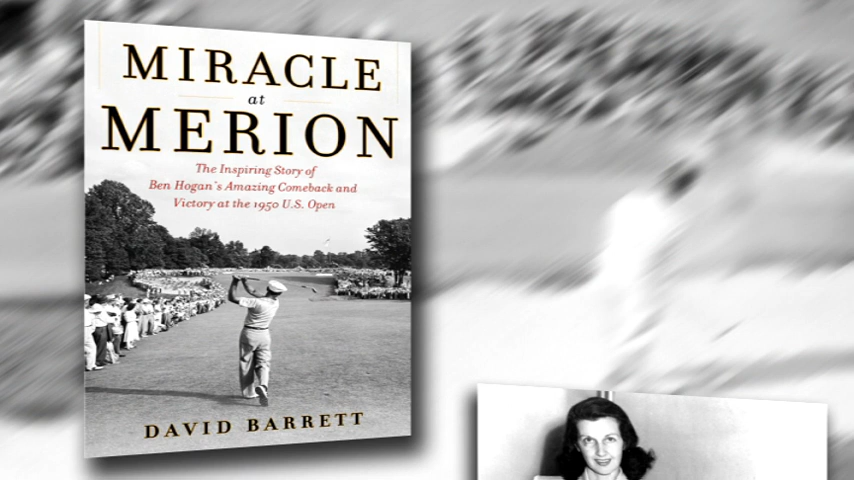 MIRACLE
at
MERION
The Inspiring Story of
Ben Hogan's Amazing Comeback and
Victory at the 1950 U.S. Open
DAVID BARRETT